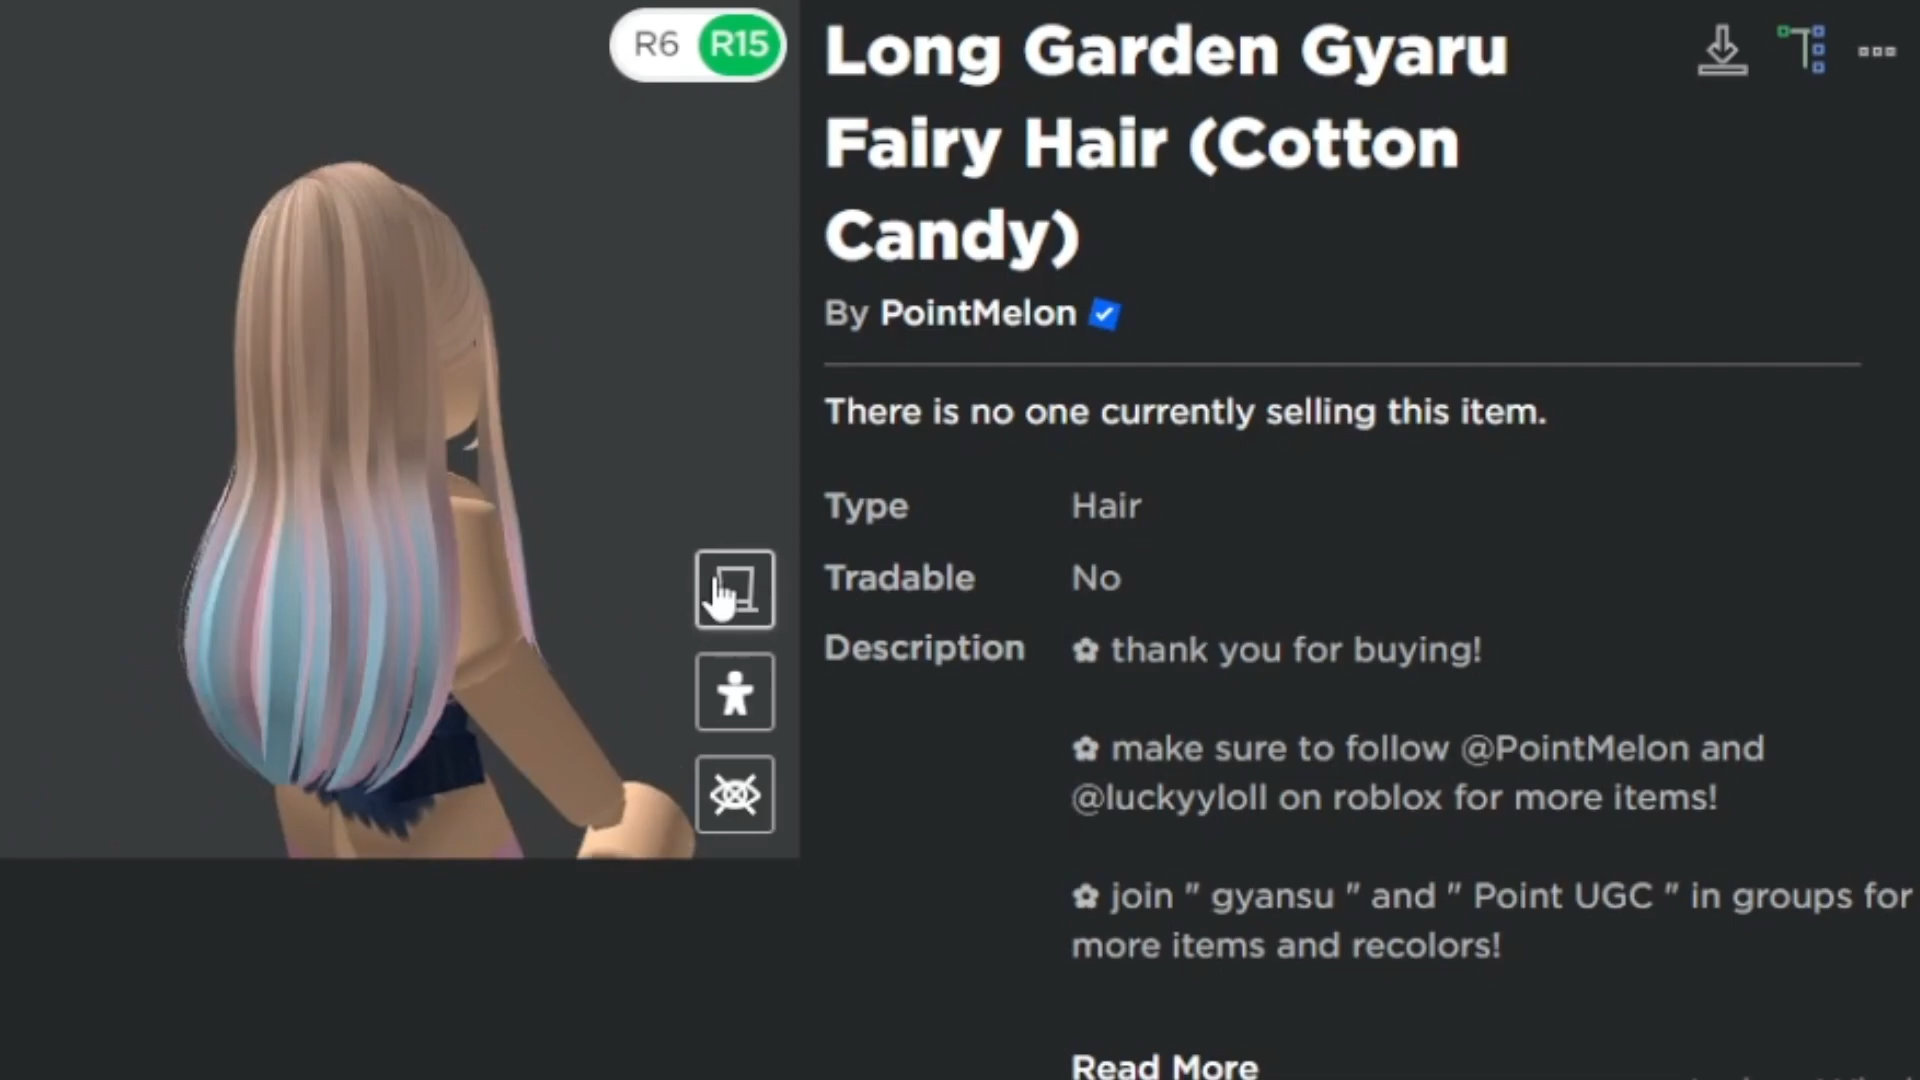 R6 R15
Long Garden Gyaru
Fairy Hair (Cotton
Candy)
By PointMelon
There is no one currently selling this item.
Type Hair
Tradable No
Description ✿ thank you for buying!
✿ make sure to follow @PointMelon and
@luckyyloll on roblox for more items!
✿ join " gyansu " and " Point UGC " in groups for
more items and recolors!
Read More